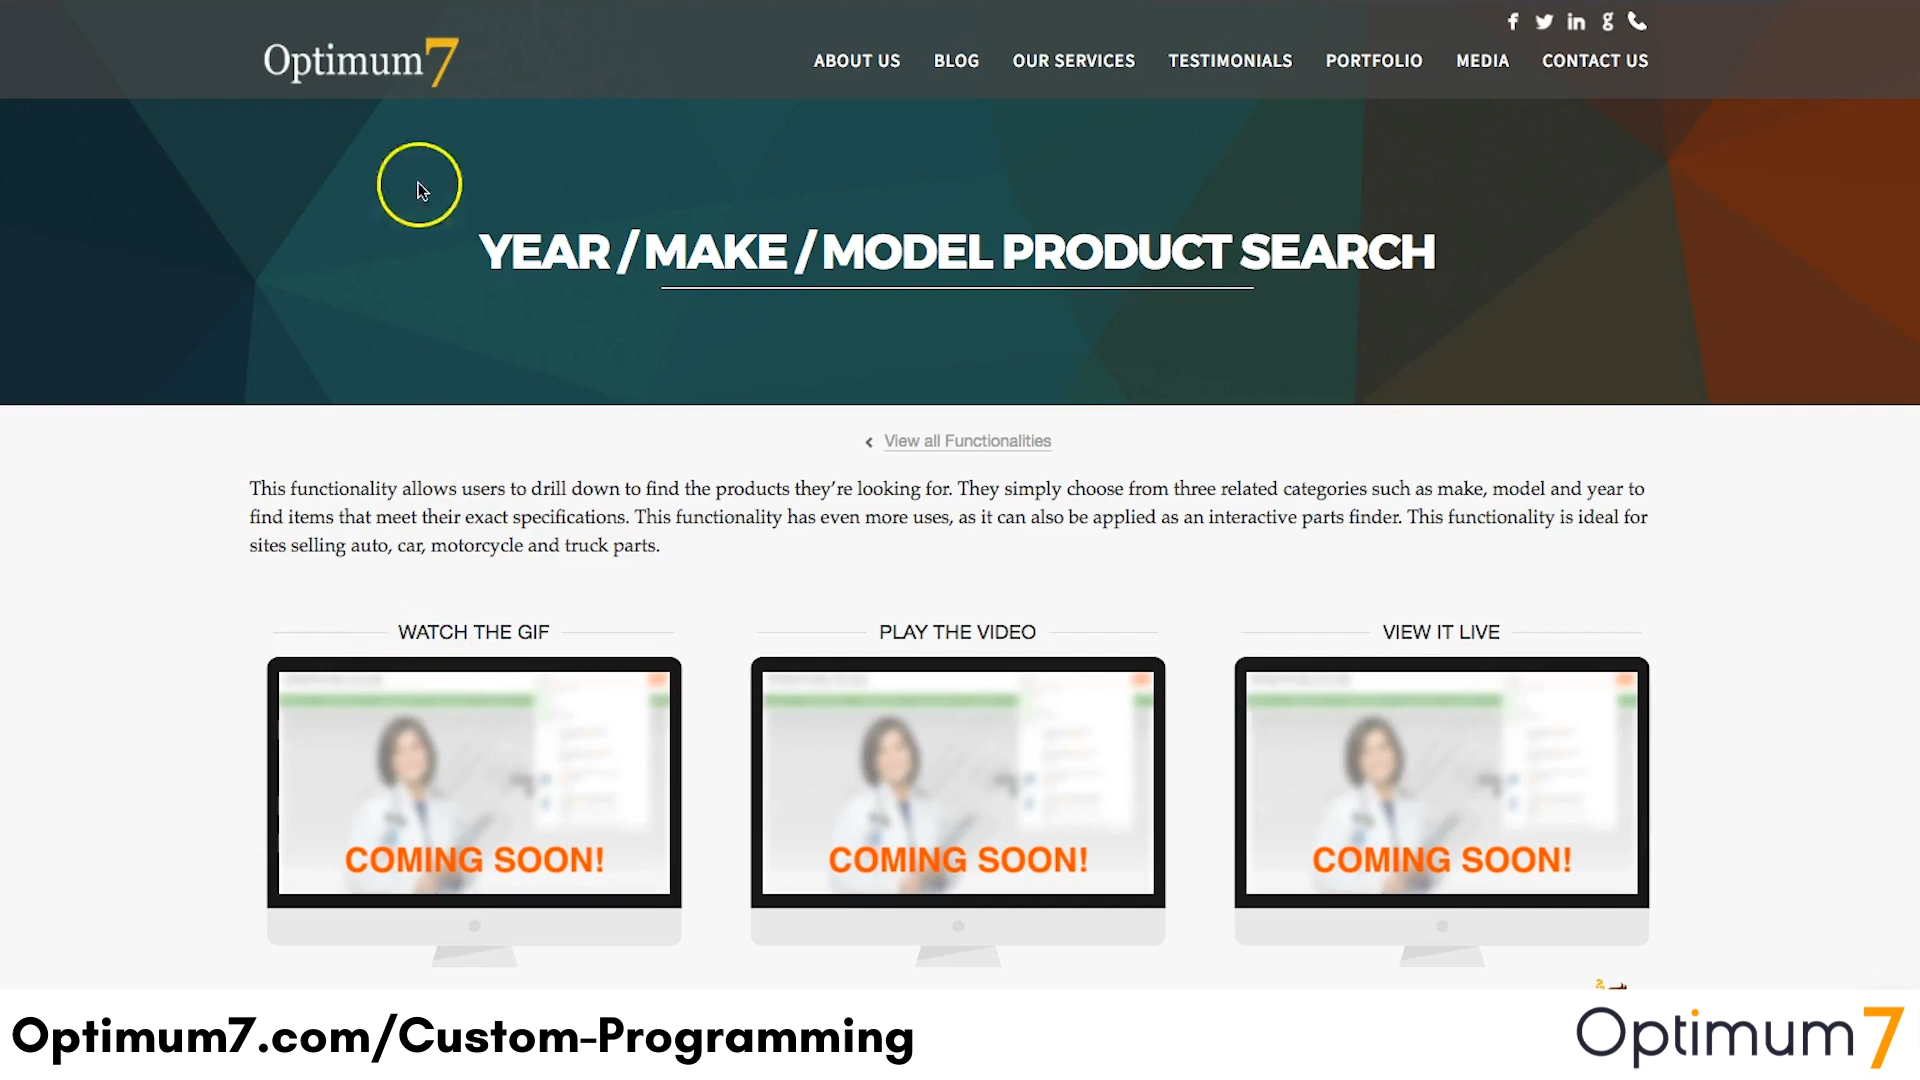 Optimum7
ABOUT US BLOG OUR SERVICES TESTIMONIALS PORTFOLIO MEDIA CONTACT US
YEAR / MAKE / MODEL PRODUCT SEARCH
View all Functionalities
This functionality allows users to drill down to find the products they're looking for. They simply choose from three related categories such as make, model and year to
find items that meet their exact specifications. This functionality has even more uses, as it can also be applied as an interactive parts finder. This functionality is ideal for
sites selling auto, car, motorcycle and truck parts.
WATCH THE GIF
PLAY THE VIDEO
VIEW IT LIVE
COMING SOON!
COMING SOON!
COMING SOON!
Optimum7.com/Custom-Programming
Optimum7